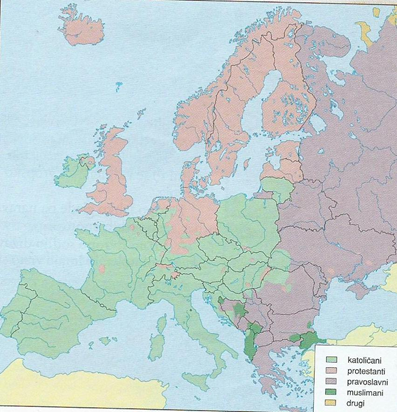 katoličani
protestanti
pravoslavni
muslimani
drugi